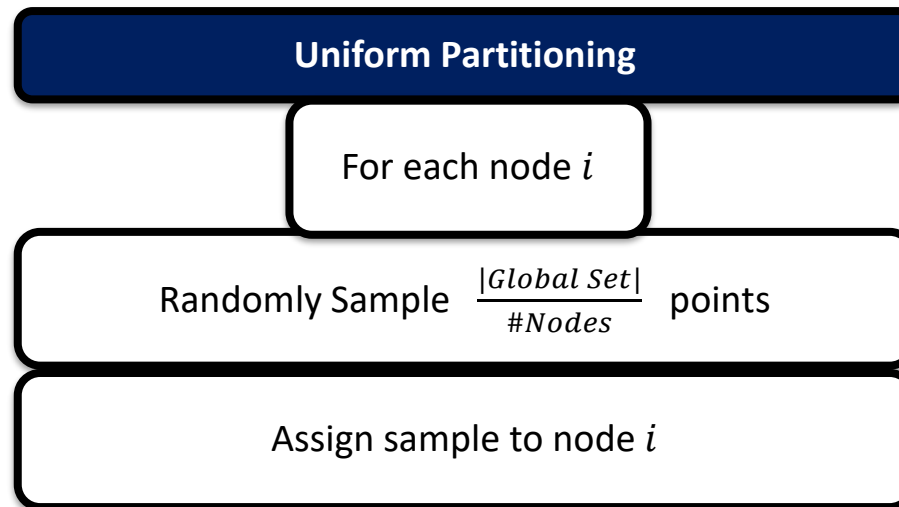 Uniform Partitioning
For each node i
Randomly Sample |Global Set| / #Nodes points
Assign sample to node i